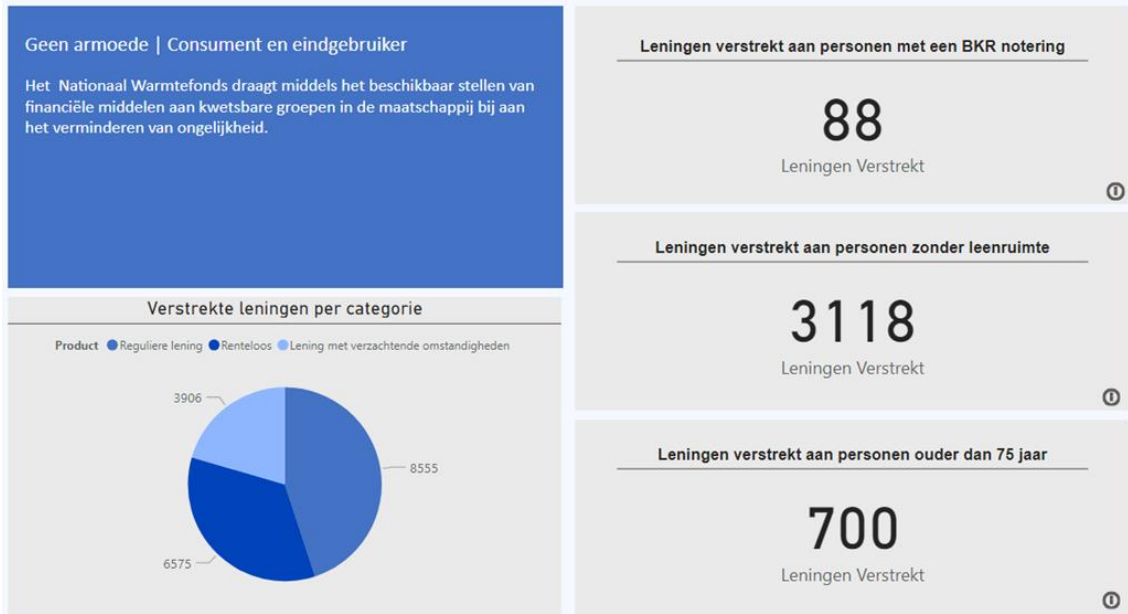 Geen armoede | Consument en eindgebruiker
Het Nationaal Warmtefonds draagt middels het beschikbaar stellen van
financiële middelen aan kwetsbare groepen in de maatschappij bij aan
het verminderen van ongelijkheid.
Verstrekte leningen per categorie
Product Reguliere lening Renteloos Lening met verzachtende omstandigheden
3906
8555
6575
Leningen verstrekt aan personen met een BKR notering
88
Leningen Verstrekt
Leningen verstrekt aan personen zonder leenruimte
3118
Leningen Verstrekt
Leningen verstrekt aan personen ouder dan 75 jaar
700
Leningen Verstrekt